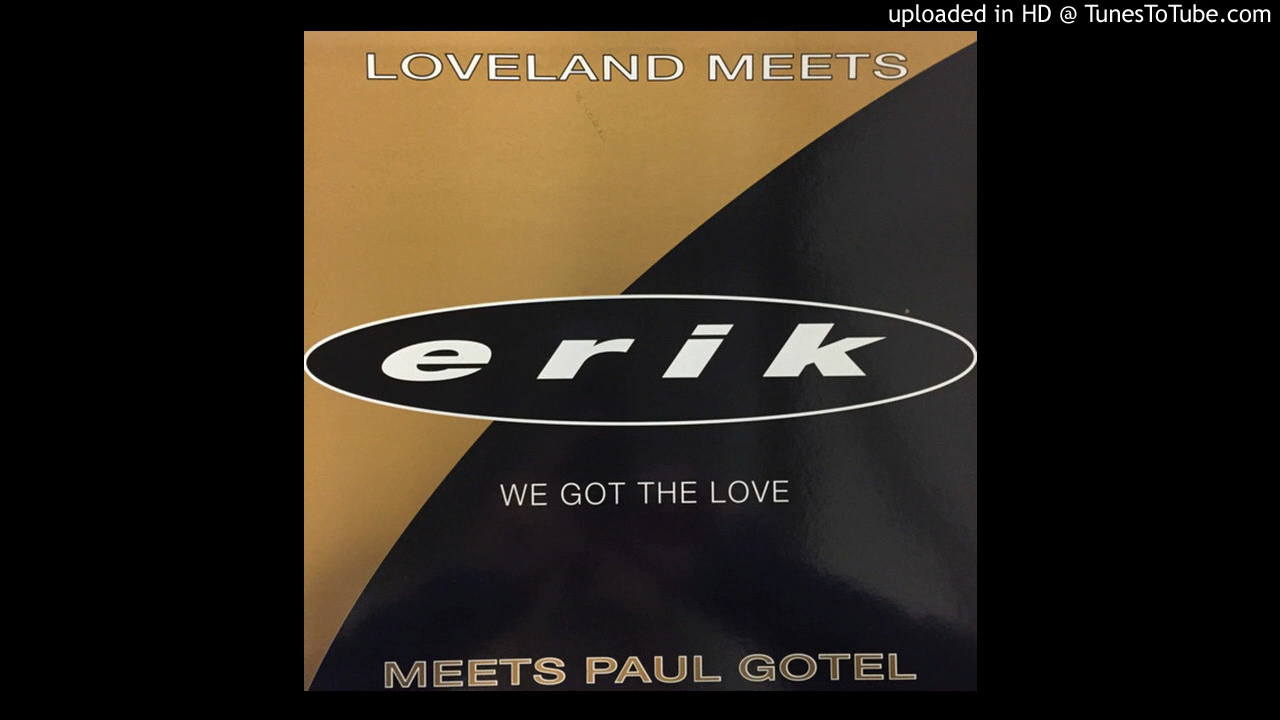 uploaded in HD @ TunesToTube.com
LOVELAND MEETS
erik
WE GOT THE LOVE
MEETS PAUL GOTEL